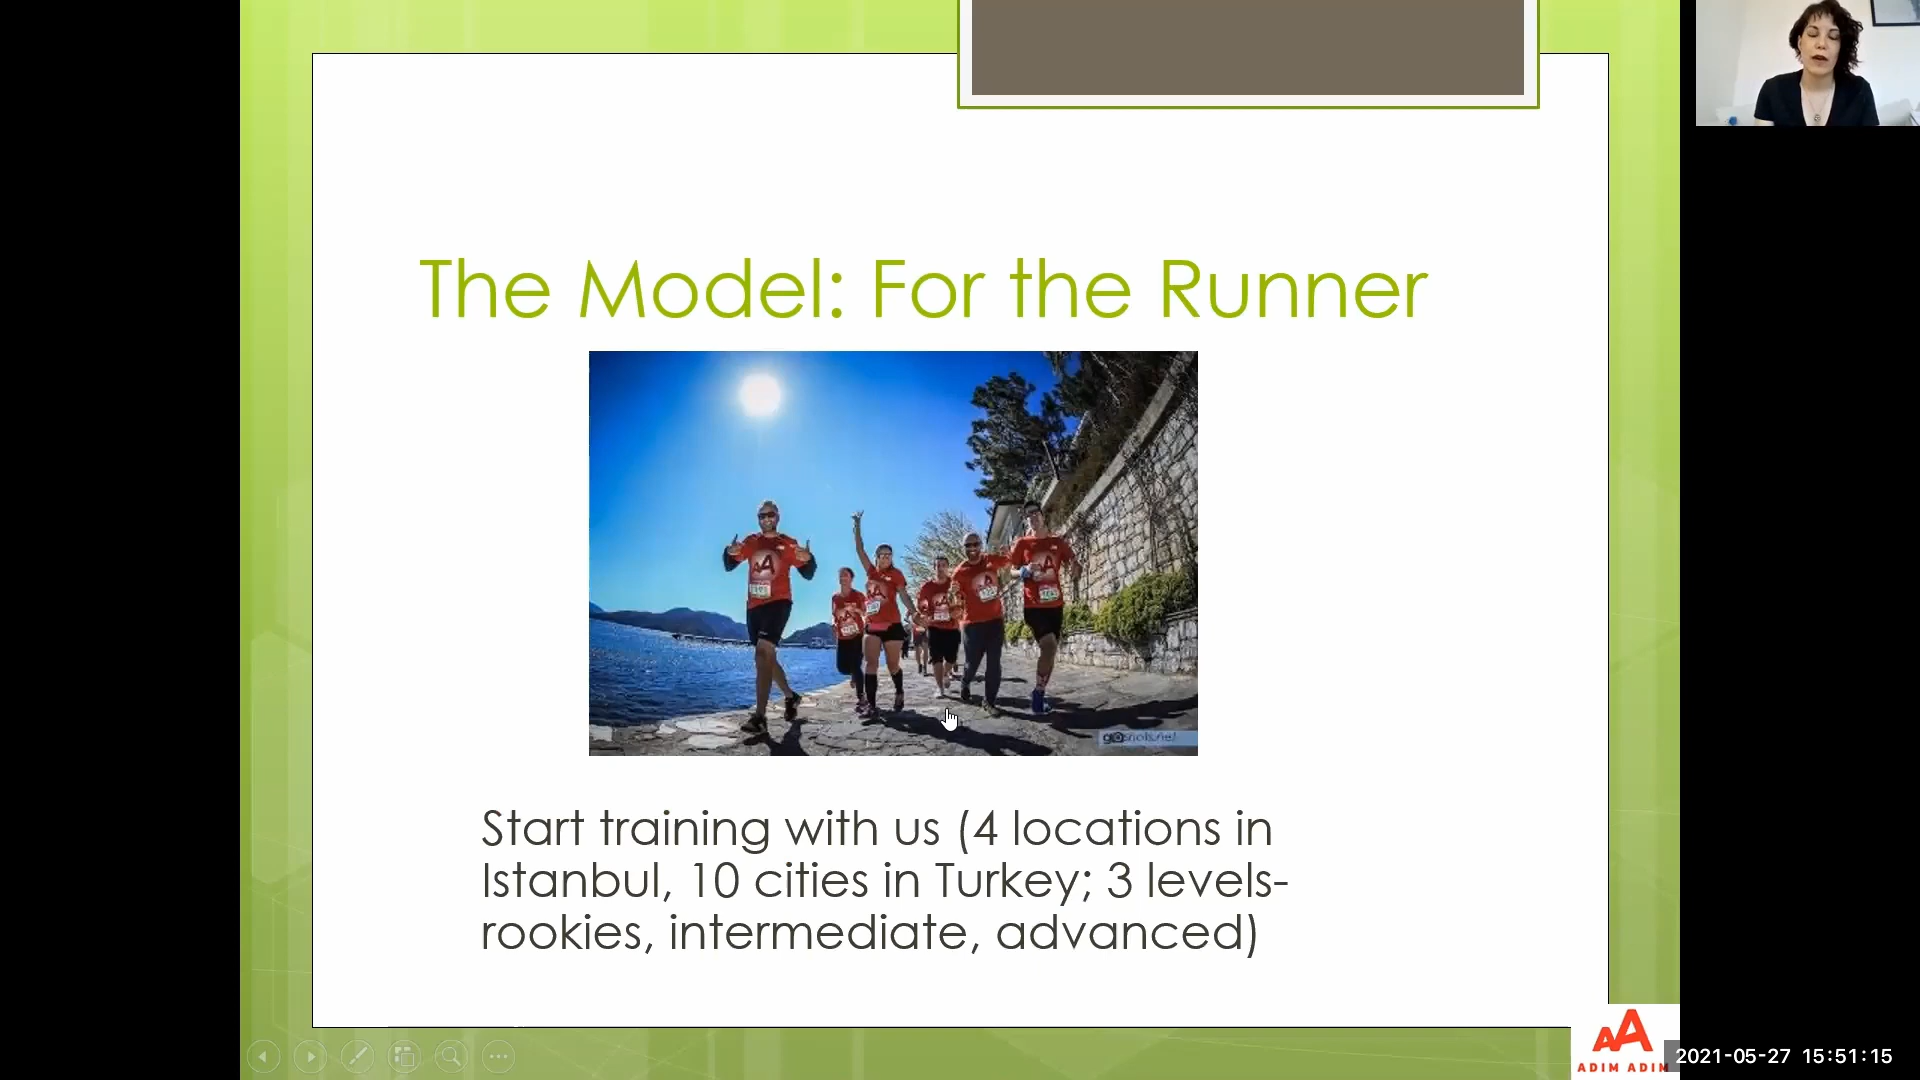 The Model: For the Runner
Start training with us (4 locations in
Istanbul, 10 cities in Turkey; 3 levels-
rookies, intermediate, advanced)
AA
ADIM ADIM
2021-05-27 15:51:15